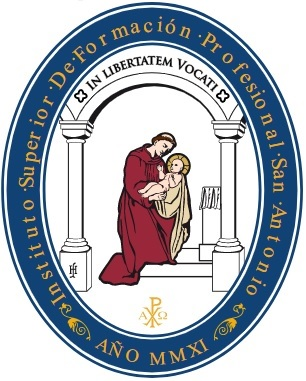 Instituto Superior · De Formación · Profesional · San · Antonio
IN LIBERTATEM VOCATI
Α Ω
AÑO MMXI